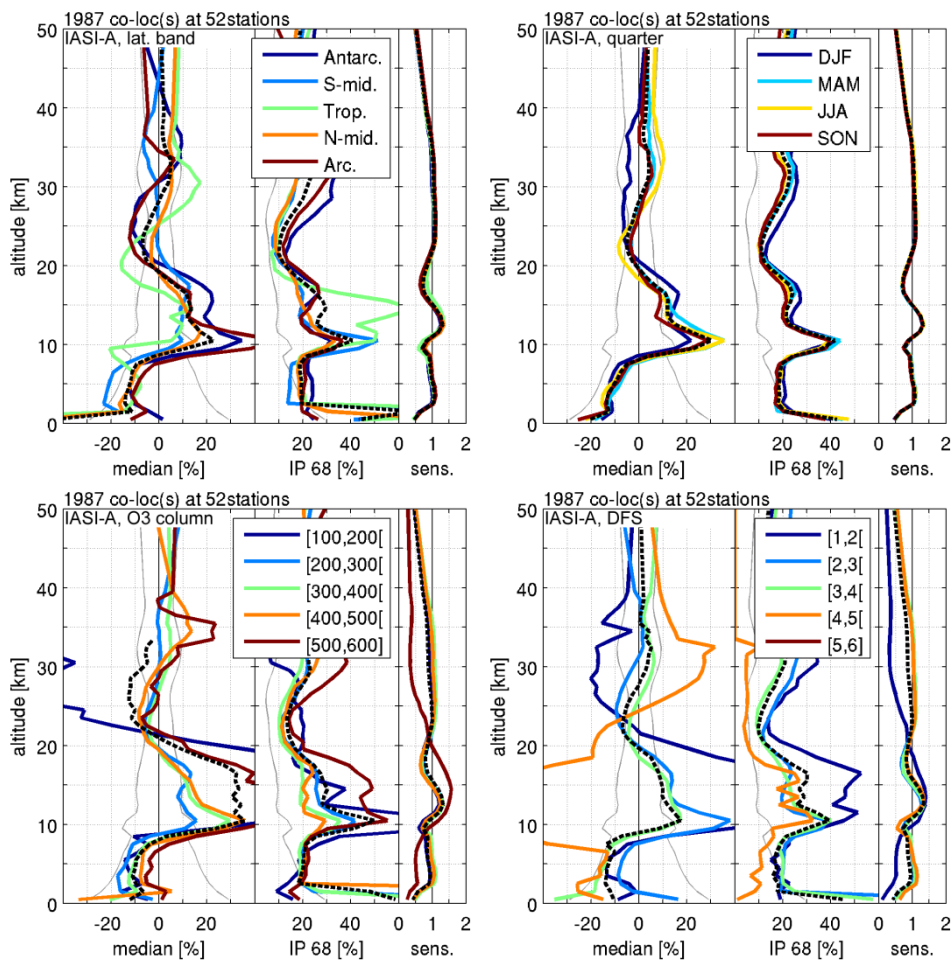 1987 co-loc(s) at 52stations
IASI-A, lat. band
Antarc.
S-mid.
Trop.
N-mid.
Arc.
altitude [km]
50
40
30
20
10
0
-20 0 20
median [%]
20 40 60
IP 68 [%]
0 1 2
sens.
1987 co-loc(s) at 52stations
IASI-A, quarter
DJF
MAM
JJA
SON
altitude [km]
50
40
30
20
10
0
-20 0 20
median [%]
20 40 60
IP 68 [%]
0 1 2
sens.
1987 co-loc(s) at 52stations
IASI-A, O3 column
[100,200[
[200,300[
[300,400[
[400,500[
[500,600]
altitude [km]
50
40
30
20
10
0
-20 0 20
median [%]
20 40 60
IP 68 [%]
0 1 2
sens.
1987 co-loc(s) at 52stations
IASI-A, DFS
[1,2[
[2,3[
[3,4[
[4,5[
[5,6]
altitude [km]
50
40
30
20
10
0
-20 0 20
median [%]
20 40 60
IP 68 [%]
0 1 2
sens.